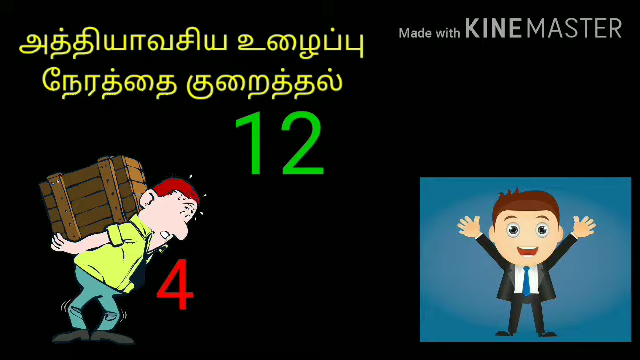 அத்தியாவசிய உழைப்பு
நேரத்தை குறைத்தல்
Made with KINEMASTER
12
4